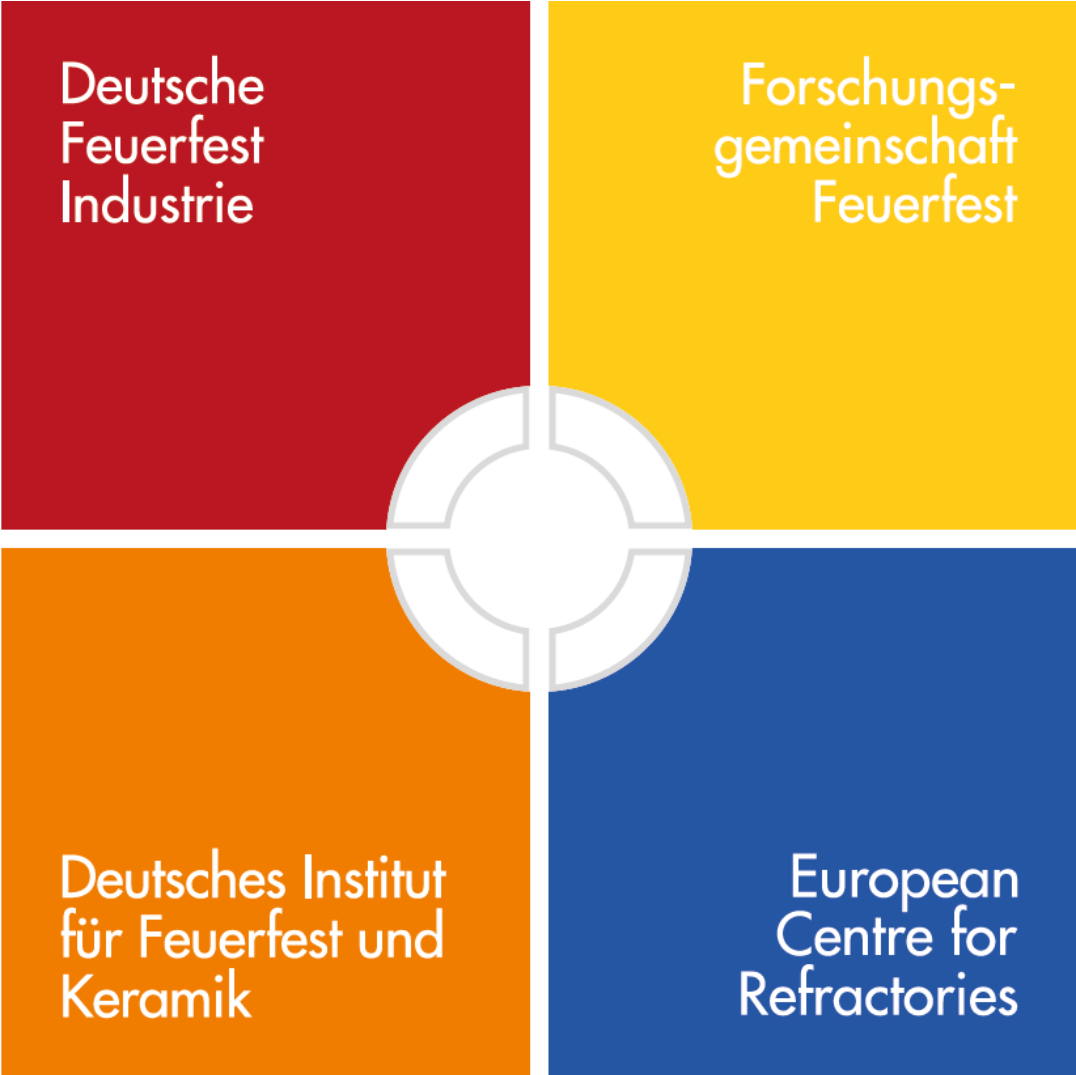 Deutsche
Feuerfest
Industrie
Forschungs-
gemeinschaft
Feuerfest
Deutsches Institut
für Feuerfest und
Keramik
European
Centre for
Refractories